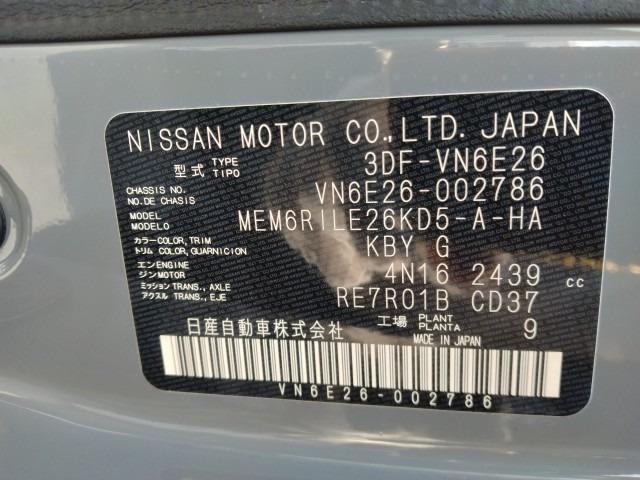 NISSAN MOTOR CO.,LTD. JAPAN
型式 TYPE TIPO 3DF-VN6E26
CHASSIS NO. NO.DE CHASIS VN6E26-002786
MODEL MODELO MEM6RILE26KD5-A-HA
カラー COLOR, TRIM トリム COLOR, GUARNICION KBY G
エンジン ENGINE MOTOR 4N16 2439 cc
ミッション TRANS., AXLE アクスル TRANS., EJE RE7R01B CD37
工場 PLANT PLANTA 9
日産自動車株式会社 MADE IN JAPAN
VN6E26-002786